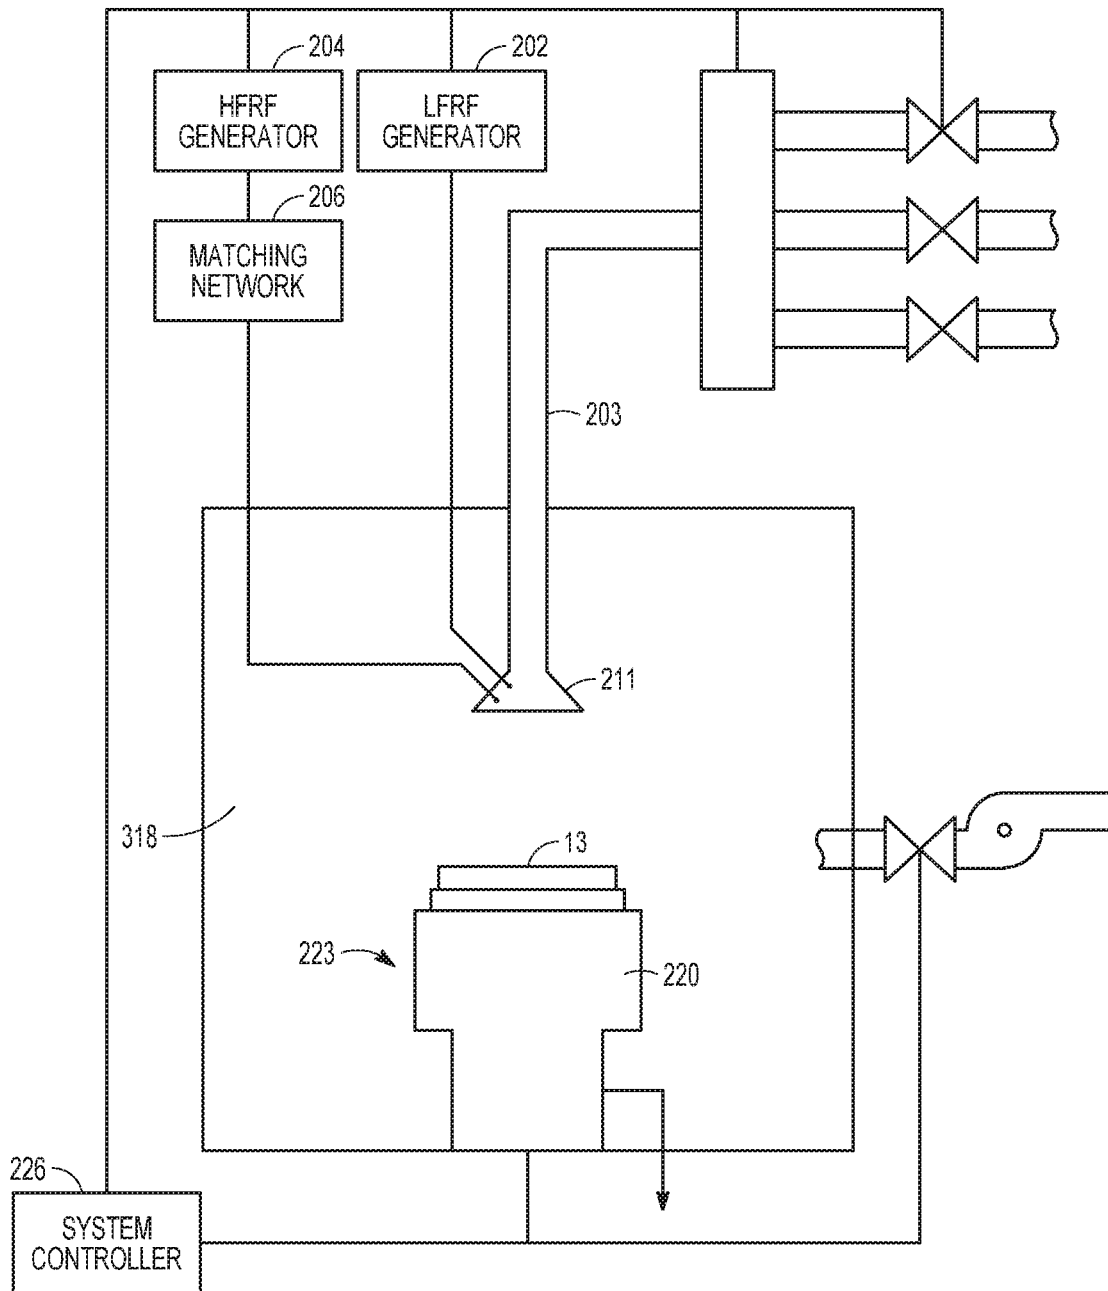 204
202
HFRF
GENERATOR
LFRF
GENERATOR
206
MATCHING
NETWORK
203
211
318
13
223
220
226
SYSTEM
CONTROLLER